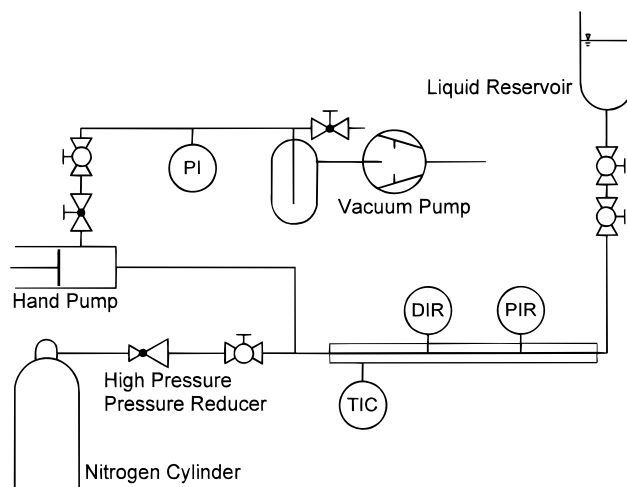 Liquid Reservoir
PI
Vacuum Pump
Hand Pump
DIR
PIR
High Pressure
Pressure Reducer
TIC
Nitrogen Cylinder